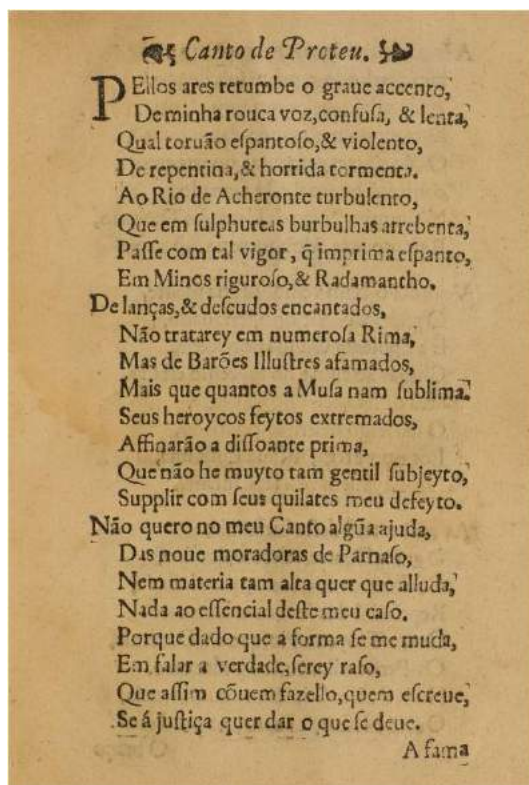 Canto de Proteu.
PEllos ares retumbe o graue accento,
De minha rouca voz, confuſa, & lenta,
Qual toruão eſpantoſo, & violento,
De repentina, & horrida tormenta.
Ao Rio de Acheronte turbulento,
Que em ſulphureas burbulhas arrebenta,
Paſſe com tal vigor, q̃ imprima eſpanto,
Em Minos riguroſo, & Radamantho.
De lanças, & deſcudos encantados,
Não tratarey em numeroſa Rima,
Mas de Barões Illuſtres afamados,
Mais que quantos a Muſa nam ſublima.
Seus heroycos feytos extremados,
Affinarão a diſſoante prima,
Que não he muyto tam gentil ſubjeyto,
Supplir com ſeus quilates meu defeyto.
Não quero no meu Canto algũa ajuda,
Das noue moradoras de Parnaſo,
Nem materia tam alta quer que alluda,
Nada ao eſſencial deſte meu caſo.
Porque dado que a forma ſe me muda,
Em falar a verdade, ſerey raſo,
Que aſſim cõuem fazello, quem eſcreue,
Se á juſtiça quer dar o que ſe deue.
A fama